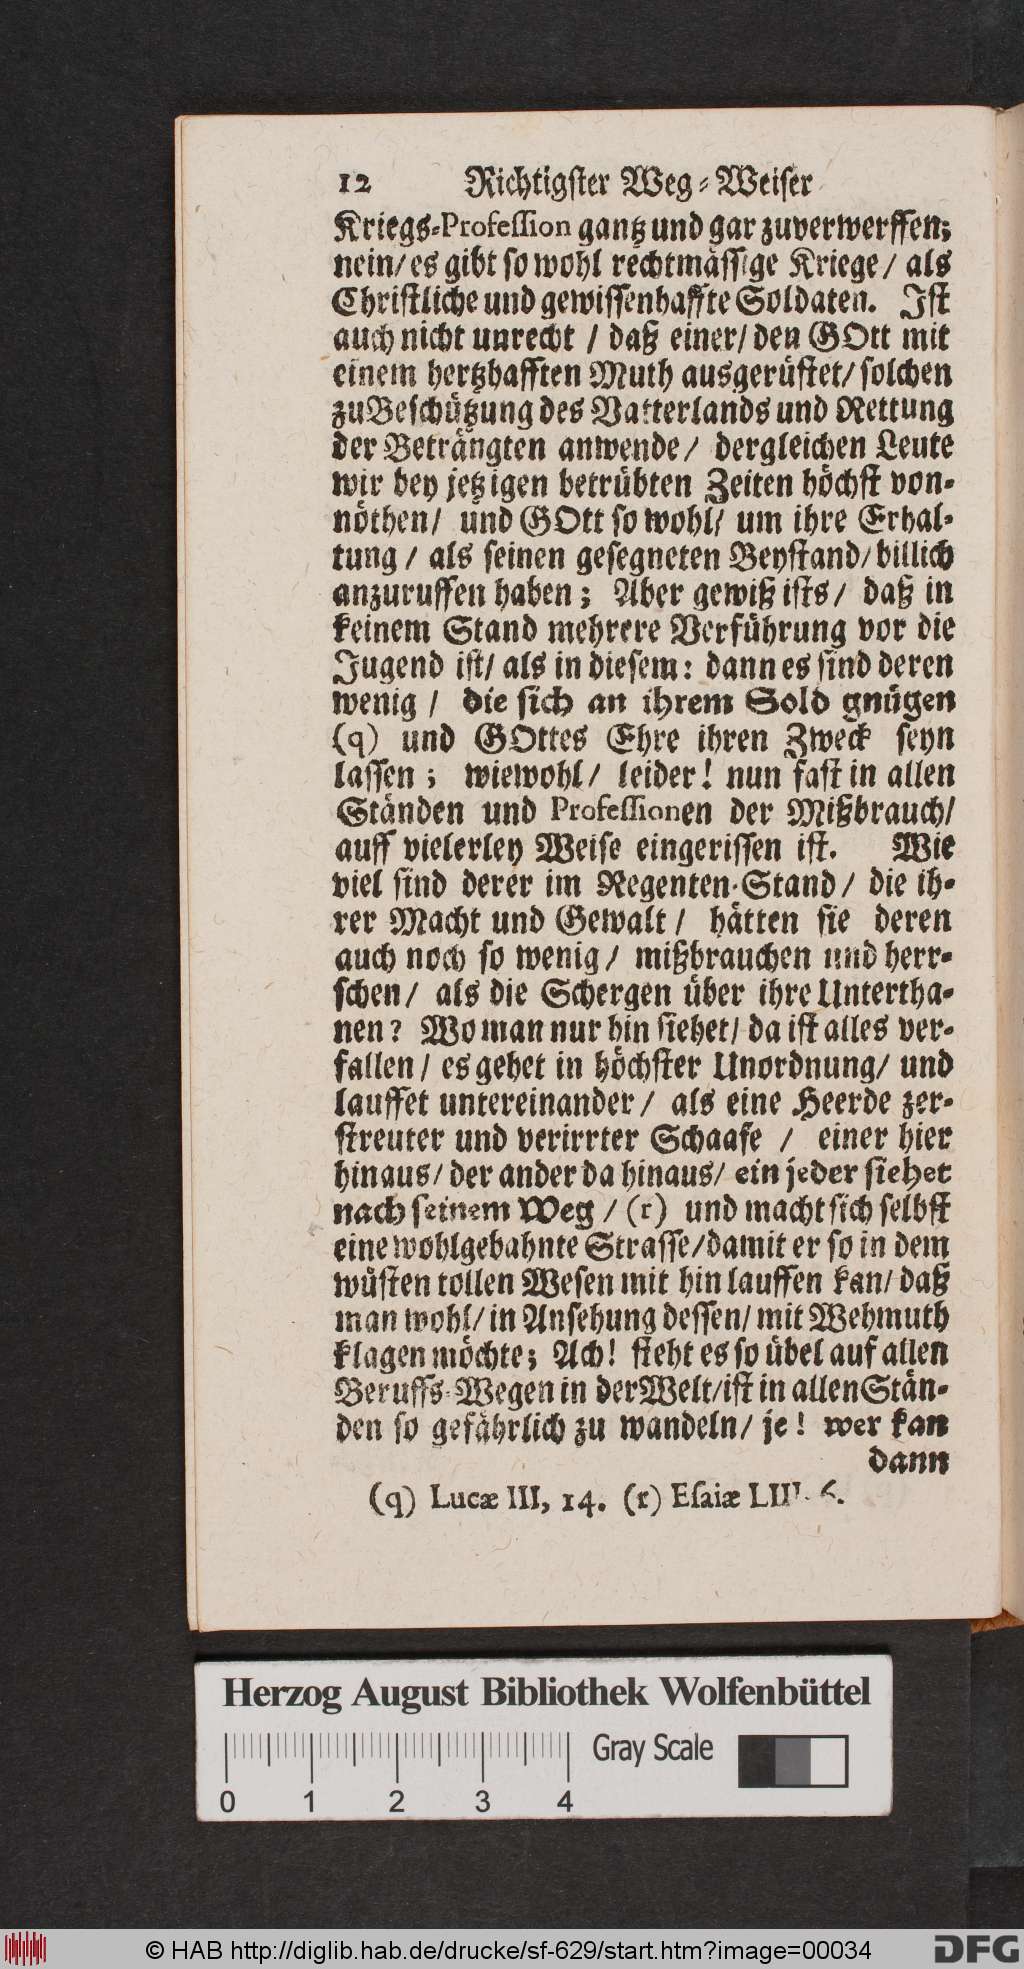 12 Richtigster Weg-Weiser
Kriegs-Profession gantz und gar zuverwerffen;
nein/ es gibt so wohl rechtmässige Kriege/ als
Christliche und gewissenhaffte Soldaten. Ist
auch nicht unrecht / daß einer/ den GOtt mit
einem hertzhafften Muth ausgerüstet/ solchen
zu Beschützung des Vatterlands und Rettung
der Beträngten anwende/ dergleichen Leute
wir bey jetzigen betrübten Zeiten höchst von-
nöthen/ und GOtt so wohl/ um ihre Erhal-
tung / als seinen gesegneten Beystand/ billich
anzuruffen haben; Aber gewiß ists/ daß in
keinem Stand mehrere Verführung vor die
Jugend ist/ als in diesem: dann es sind deren
wenig / die sich an ihrem Sold gnügen
(q) und GOttes Ehre ihren Zweck seyn
lassen; wiewohl/ leider! nun fast in allen
Ständen und Professionen der Mißbrauch/
auff vielerley Weise eingerissen ist. Wie
viel sind derer im Regenten-Stand/ die ih-
rer Macht und Gewalt/ hätten sie deren
auch noch so wenig/ mißbrauchen und herr-
schen/ als die Schergen über ihre Untertha-
nen? Wo man nur hin siehet/ da ist alles ver-
fallen/ es gehet in höchster Unordnung/ und
lauffet untereinander/ als eine Heerde zer-
streuter und verirrter Schaafe / einer hier
hinaus/ der ander da hinaus/ ein jeder siehet
nach seinem Weg / (r) und macht sich selbst
eine wohlgebahnte Strasse/ damit er so in dem
wüsten tollen Wesen mit hin lauffen kan/ daß
man wohl/ in Ansehung dessen/ mit Wehmuth
klagen möchte; Ach! steht es so übel auf allen
Beruffs-Wegen in der Welt/ ist in allen Stän-
den so gefährlich zu wandeln/ je! wer kan
dann
(q) Lucæ III, 14. (r) Esaiæ LIII. 6.
Herzog August Bibliothek Wolfenbüttel
Gray Scale
0 1 2 3 4
© HAB http://diglib.hab.de/drucke/sf-629/start.htm?image=00034
DFG